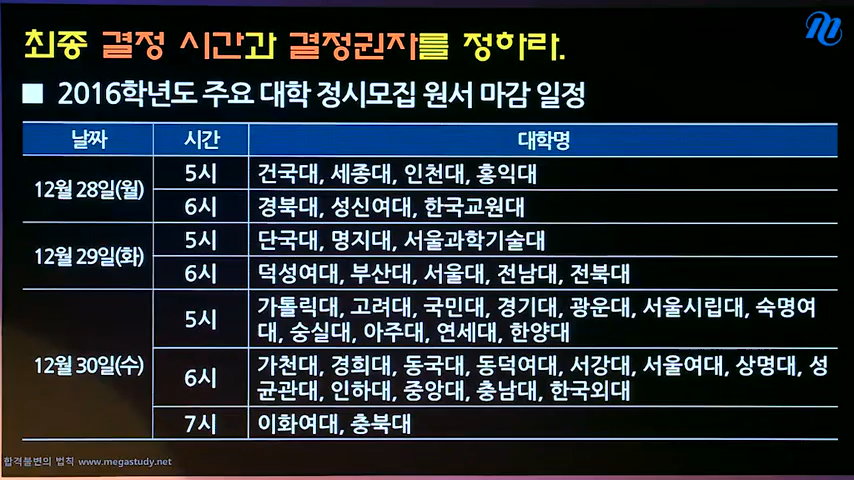 최종 결정 시간과 결정권자를 정하라.
■ 2016학년도 주요 대학 정시모집 원서 마감 일정
날짜 시간 대학명
12월 28일(월) 5시 건국대, 세종대, 인천대, 홍익대
6시 경북대, 성신여대, 한국교원대
12월 29일(화) 5시 단국대, 명지대, 서울과학기술대
6시 덕성여대, 부산대, 서울대, 전남대, 전북대
12월 30일(수) 5시 가톨릭대, 고려대, 국민대, 경기대, 광운대, 서울시립대, 숙명여
대, 숭실대, 아주대, 연세대, 한양대
6시 가천대, 경희대, 동국대, 동덕여대, 서강대, 서울여대, 상명대, 성
균관대, 인하대, 중앙대, 충남대, 한국외대
7시 이화여대, 충북대
합격불변의 법칙 www.megastudy.net